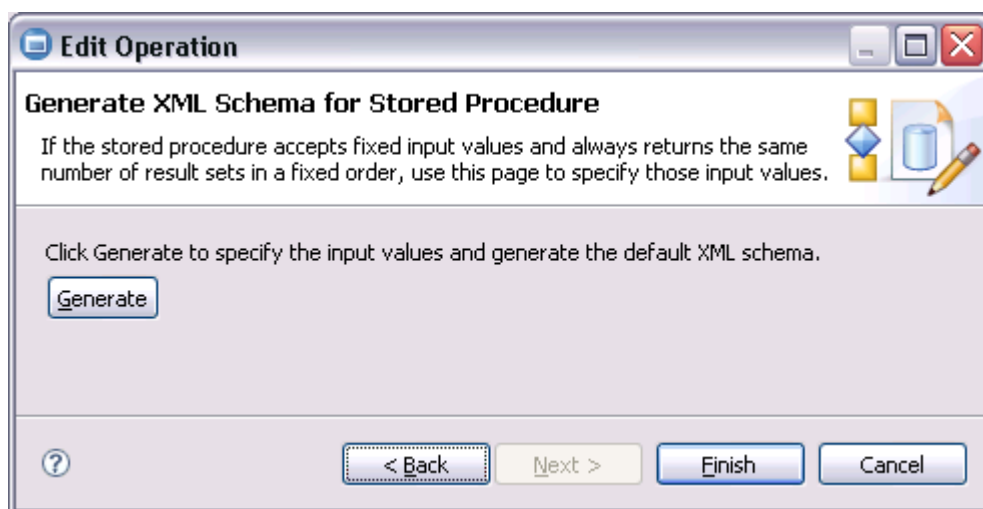 Edit Operation
Generate XML Schema for Stored Procedure
If the stored procedure accepts fixed input values and always returns the same
number of result sets in a fixed order, use this page to specify those input values.
Click Generate to specify the input values and generate the default XML schema.
Generate
?
< Back Next > Finish Cancel